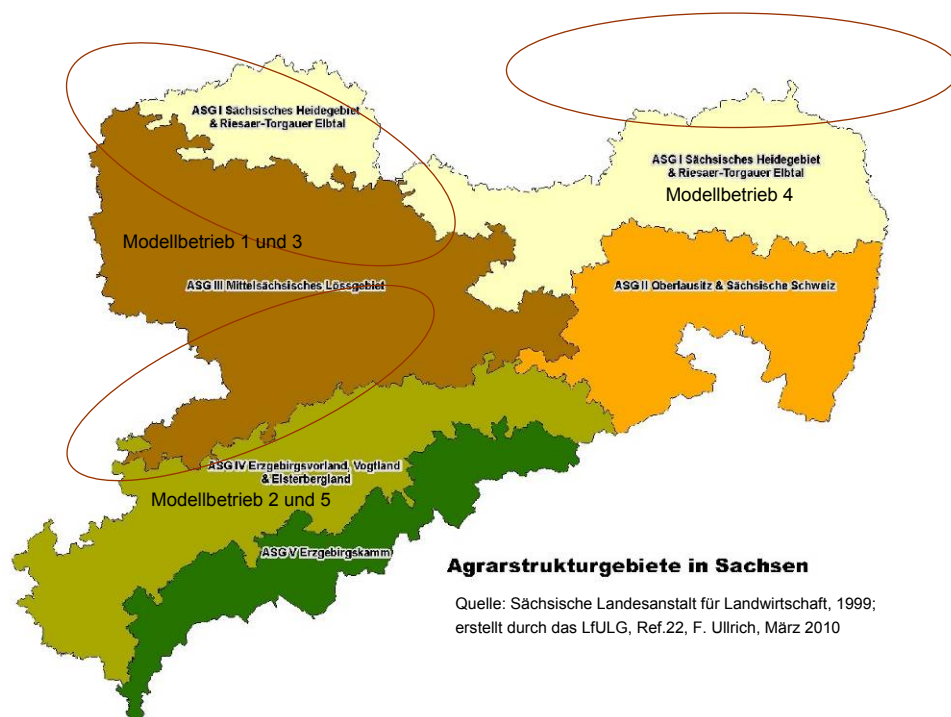 ASG I Sächsisches Heidegebiet
& Riesaer-Torgauer Elbtal
ASG I Sächsisches Heidegebiet
& Riesaer-Torgauer Elbtal
Modellbetrieb 4
Modellbetrieb 1 und 3
ASG III Mittelsächsisches Lössgebiet
ASG II Oberlausitz & Sächsische Schweiz
ASG IV Erzgebirgsvorland, Vogtland
& Elsterbergland
Modellbetrieb 2 und 5
ASG V Erzgebirgskamm
Agrarstrukturgebiete in Sachsen
Quelle: Sächsische Landesanstalt für Landwirtschaft, 1999;
erstellt durch das LfULG, Ref.22, F. Ullrich, März 2010